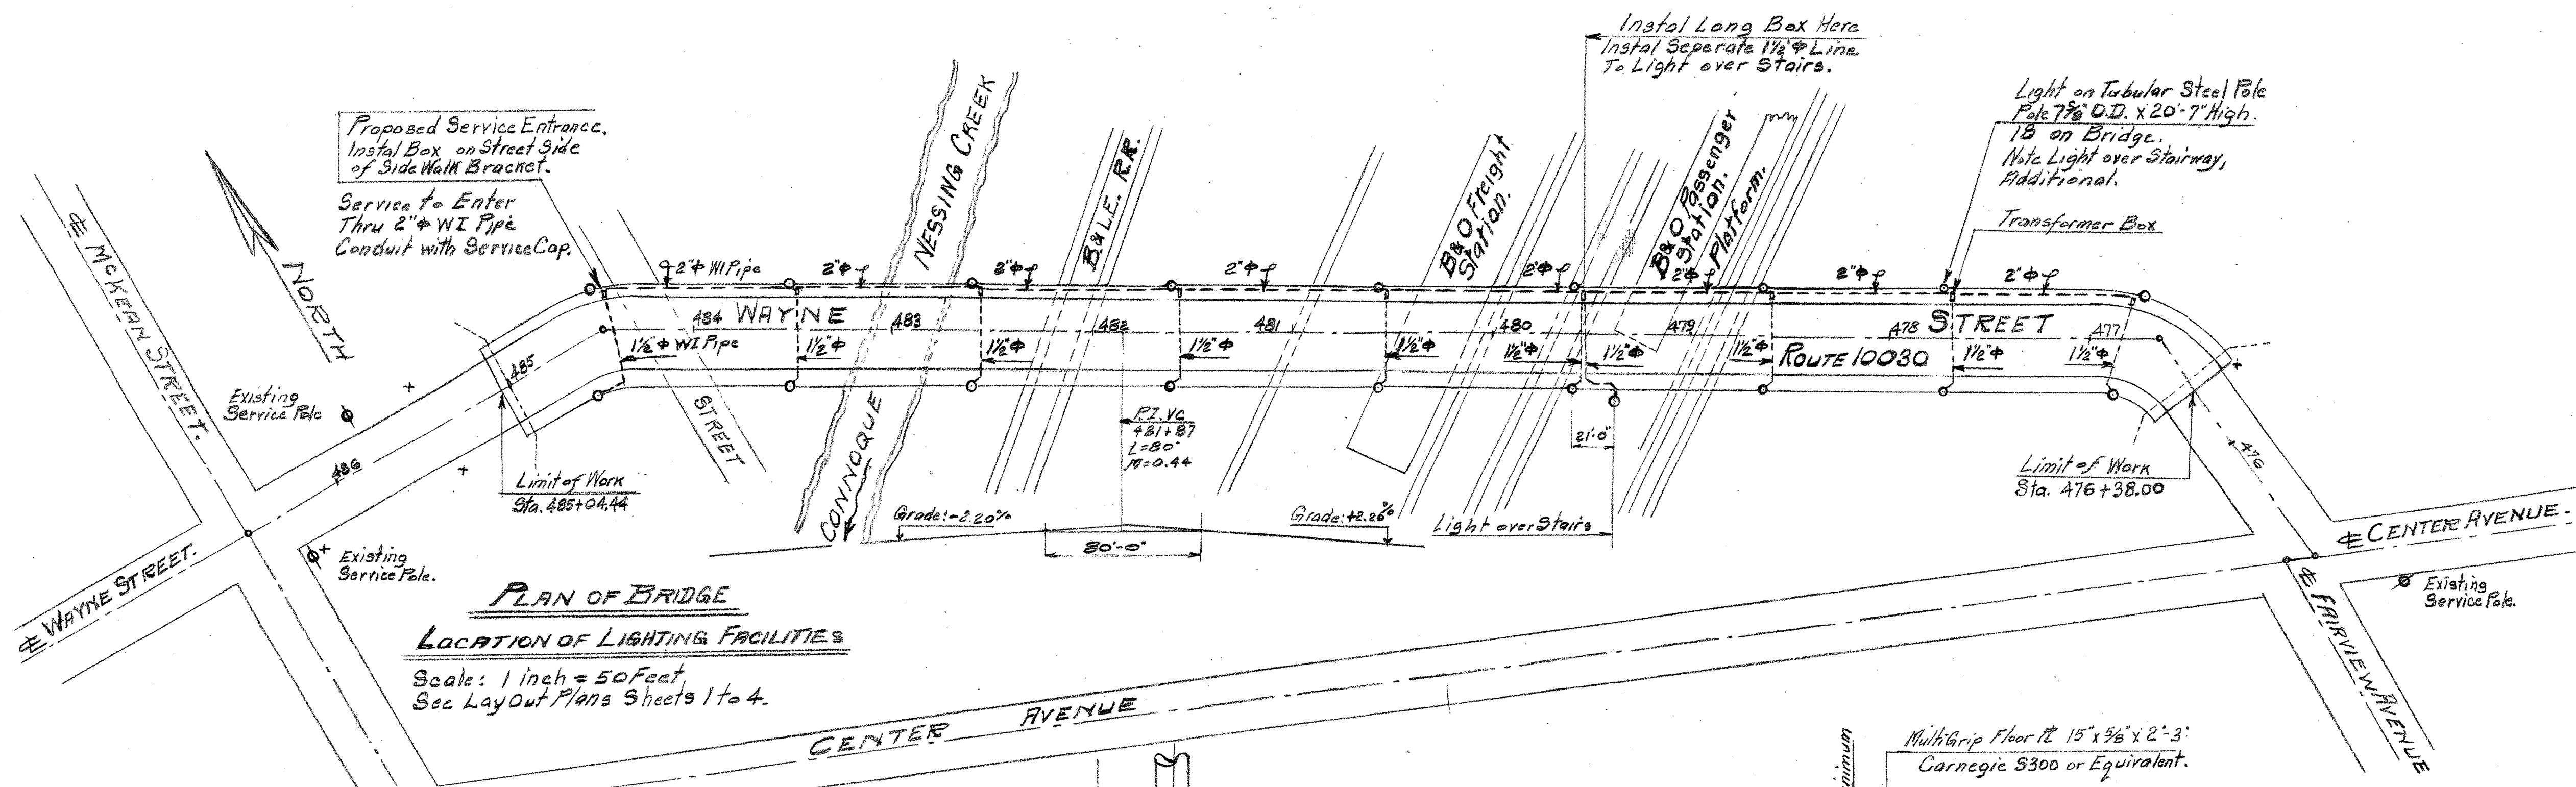 Instal Long Box Here
Instal Seperate 1½"Φ Line
To Light over Stairs.
Light on Tubular Steel Pole
Pole 7⅝" O.D. x 20'-7" High.
18 on Bridge.
Note Light over Stairway,
Additional.
Transformer Box
Proposed Service Entrance.
Instal Box on Street Side
of Side Walk Bracket.
Service to Enter
Thru 2"Φ WI Pipe
Conduit with Service Cap.
NORTH
℄ McKEAN STREET.
CONNOQUE NESSING CREEK
B&L.E. R.R.
B&O Freight
Station.
B&O Passenger
Station.
Platform.
2"Φ WI Pipe
2"Φ
2"Φ
2"Φ
2"Φ
2"Φ
2"Φ
2"Φ
484 WAYNE 483 482 481 480 479 478 STREET 477
1½"Φ WI Pipe
1½"Φ
1½"Φ
1½"Φ
1½"Φ
1½"Φ
1½"Φ
1½"Φ
1½"Φ
1½"Φ
ROUTE 10030
485
486
476
STREET
Existing
Service Pole
Limit of Work
Sta. 485+04.44
P.I. VC
481+87
L=80'
M=0.44
21'-0"
Limit of Work
Sta. 476+38.00
Grade:-2.20%
Grade:+2.20%
80'-0"
Light over Stairs
℄ WAYNE STREET.
Existing
Service Pole.
℄ CENTER AVENUE.
Existing
Service Pole.
℄ FAIRVIEW AVENUE
PLAN OF BRIDGE
LOCATION OF LIGHTING FACILITIES
Scale: 1 inch = 50 Feet
See Lay Out Plans Sheets 1 to 4.
CENTER AVENUE
MultiGrip Floor ℔ 15" x ⅝" x 2'-3"
Carnegie S300 or Equivalent.